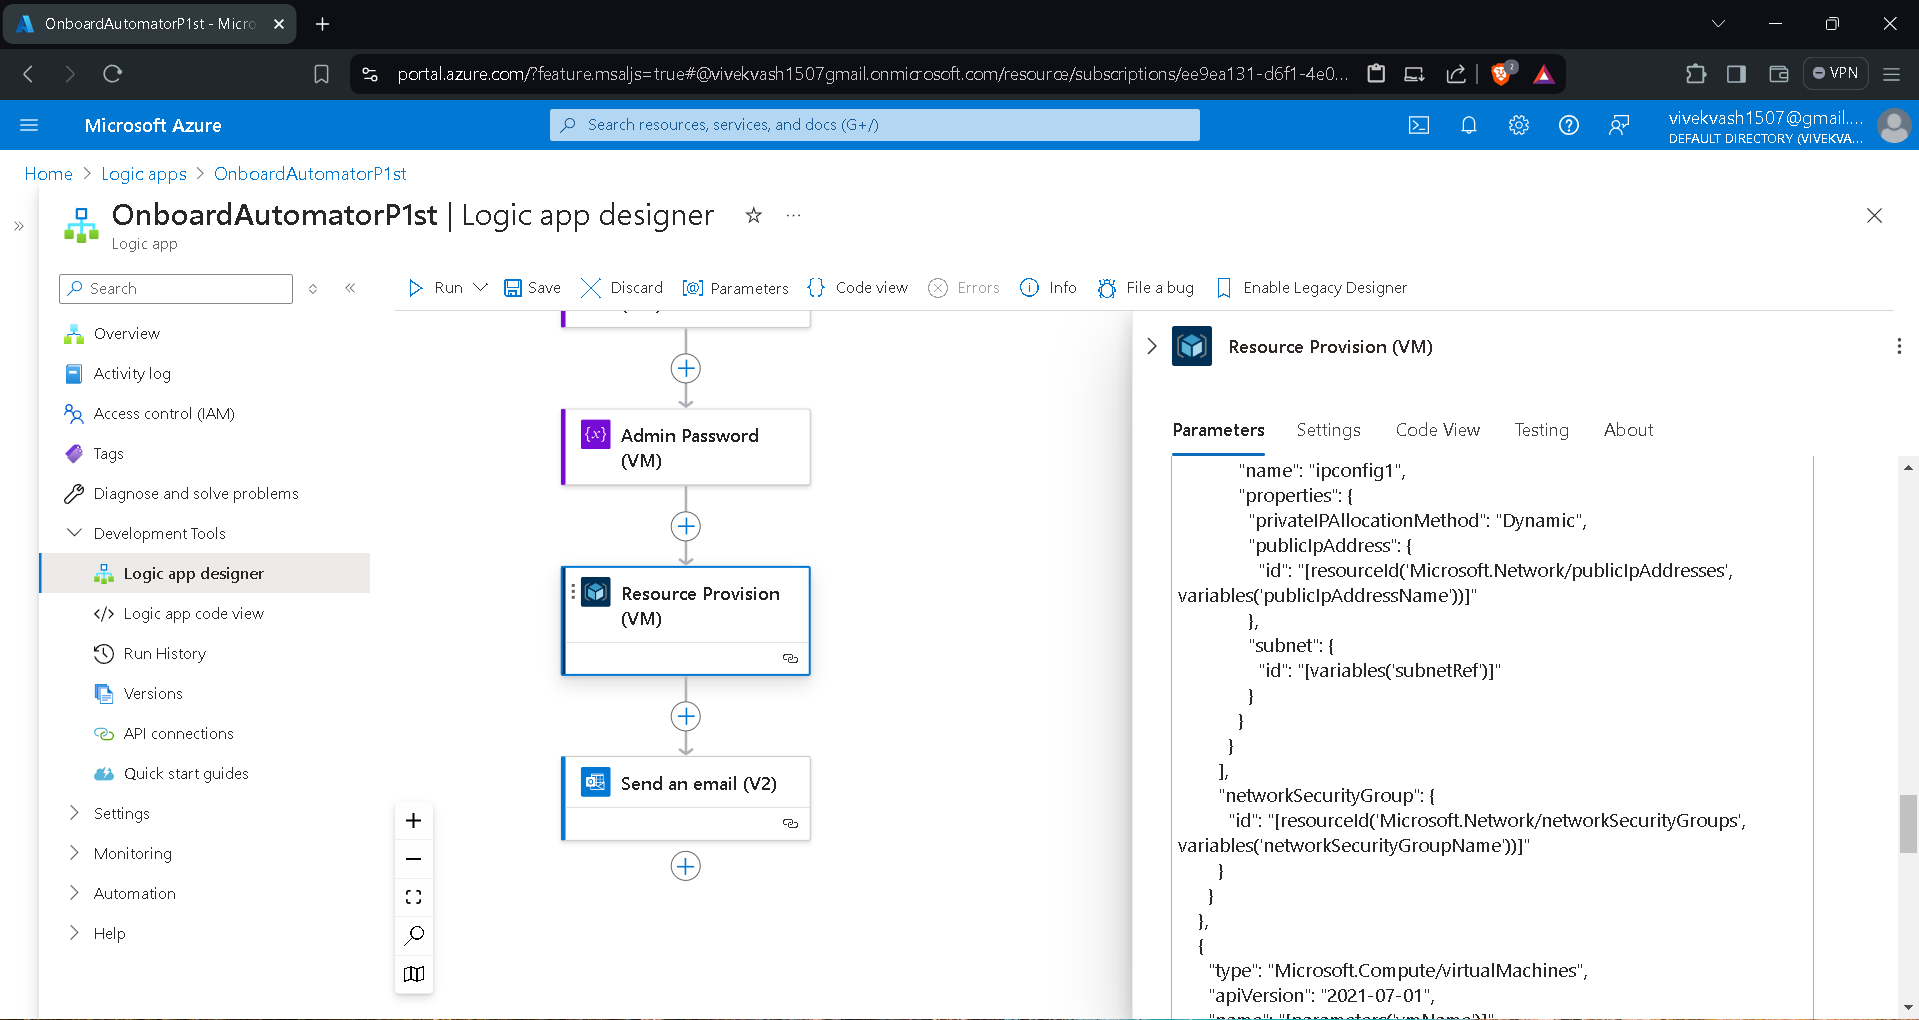 OnboardAutomatorP1st - Micro
portal.azure.com/?feature.msaljs=true#@vivekvash1507gmail.onmicrosoft.com/resource/subscriptions/ee9ea131-d6f1-4e0...
2
VPN
Microsoft Azure
Search resources, services, and docs (G+/)
vivekvash1507@gmail....
DEFAULT DIRECTORY (VIVEKVA...
Home > Logic apps > OnboardAutomatorP1st
OnboardAutomatorP1st | Logic app designer
Logic app
Search
Run
Save
Discard
Parameters
Code view
Errors
Info
File a bug
Enable Legacy Designer
Overview
Activity log
Access control (IAM)
Tags
Diagnose and solve problems
Development Tools
Logic app designer
Logic app code view
Run History
Versions
API connections
Quick start guides
Settings
Monitoring
Automation
Help
Admin Password
(VM)
Resource Provision
(VM)
Send an email (V2)
Resource Provision (VM)
Parameters
Settings
Code View
Testing
About
"name": "ipconfig1",
"properties": {
"privateIPAllocationMethod": "Dynamic",
"publicIpAddress": {
"id": "[resourceId('Microsoft.Network/publicIpAddresses',
variables('publicIpAddressName'))]"
},
"subnet": {
"id": "[variables('subnetRef')]"
}
}
}
],
"networkSecurityGroup": {
"id": "[resourceId('Microsoft.Network/networkSecurityGroups',
variables('networkSecurityGroupName'))]"
}
}
},
{
"type": "Microsoft.Compute/virtualMachines",
"apiVersion": "2021-07-01",
"name": "[parameters('vmName')]"